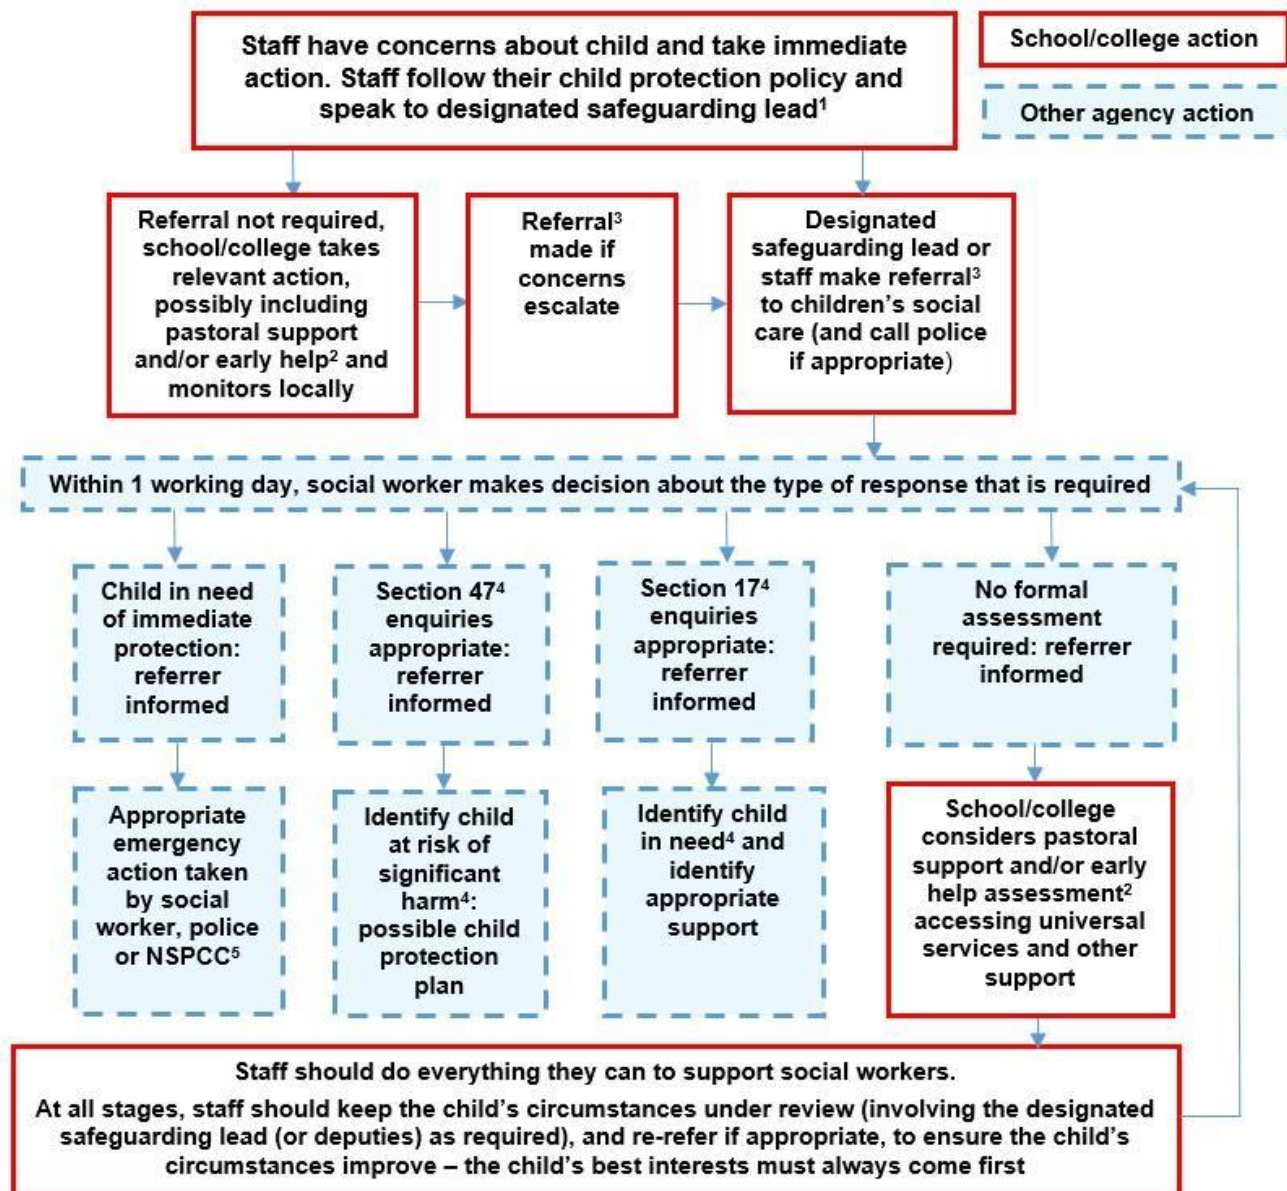 Staff have concerns about child and take immediate
action. Staff follow their child protection policy and
speak to designated safeguarding lead¹
School/college action
Other agency action
Referral not required,
school/college takes
relevant action,
possibly including
pastoral support
and/or early help² and
monitors locally
Referral³
made if
concerns
escalate
Designated
safeguarding lead or
staff make referral³
to children’s social
care (and call police
if appropriate)
Within 1 working day, social worker makes decision about the type of response that is required
Child in need
of immediate
protection:
referrer
informed
Section 47⁴
enquiries
appropriate:
referrer
informed
Section 17⁴
enquiries
appropriate:
referrer
informed
No formal
assessment
required: referrer
informed
Appropriate
emergency
action taken
by social
worker, police
or NSPCC⁵
Identify child
at risk of
significant
harm⁴:
possible child
protection
plan
Identify child
in need⁴ and
identify
appropriate
support
School/college
considers pastoral
support and/or early
help assessment²
accessing universal
services and other
support
Staff should do everything they can to support social workers.
At all stages, staff should keep the child’s circumstances under review (involving the designated
safeguarding lead (or deputies) as required), and re-refer if appropriate, to ensure the child’s
circumstances improve – the child’s best interests must always come first